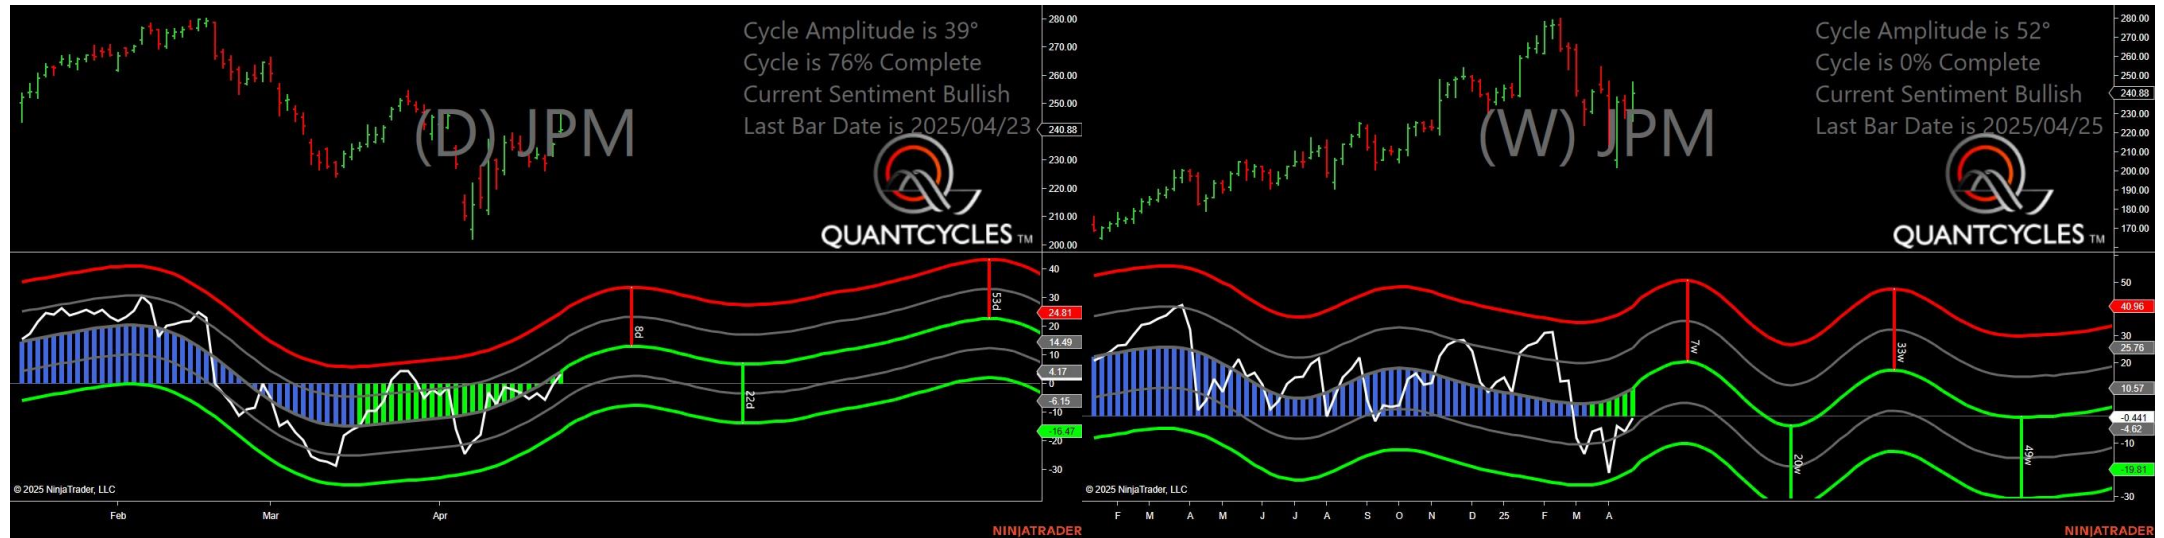 Cycle Amplitude is 39°
Cycle is 76% Complete
Current Sentiment Bullish
Last Bar Date is 2025/04/23
(D) JPM
QUANTCYCLES TM
280.00
270.00
260.00
250.00
240.88
230.00
220.00
210.00
200.00
40
30
24.81
20
14.49
10
4.17
0
-6.15
-10
-16.47
-20
-30
8d
22d
53d
© 2025 NinjaTrader, LLC
Feb
Mar
Apr
NINJATRADER
Cycle Amplitude is 52°
Cycle is 0% Complete
Current Sentiment Bullish
Last Bar Date is 2025/04/25
(W) JPM
QUANTCYCLES TM
280.00
270.00
260.00
250.00
240.88
230.00
220.00
210.00
200.00
190.00
180.00
170.00
50
40.96
30
25.76
20
10.57
-0.441
-4.62
-10
-19.81
-30
7w
20w
33w
49w
© 2025 NinjaTrader, LLC
F M A M J J A S O N D 25 F M A
NINJATRADER